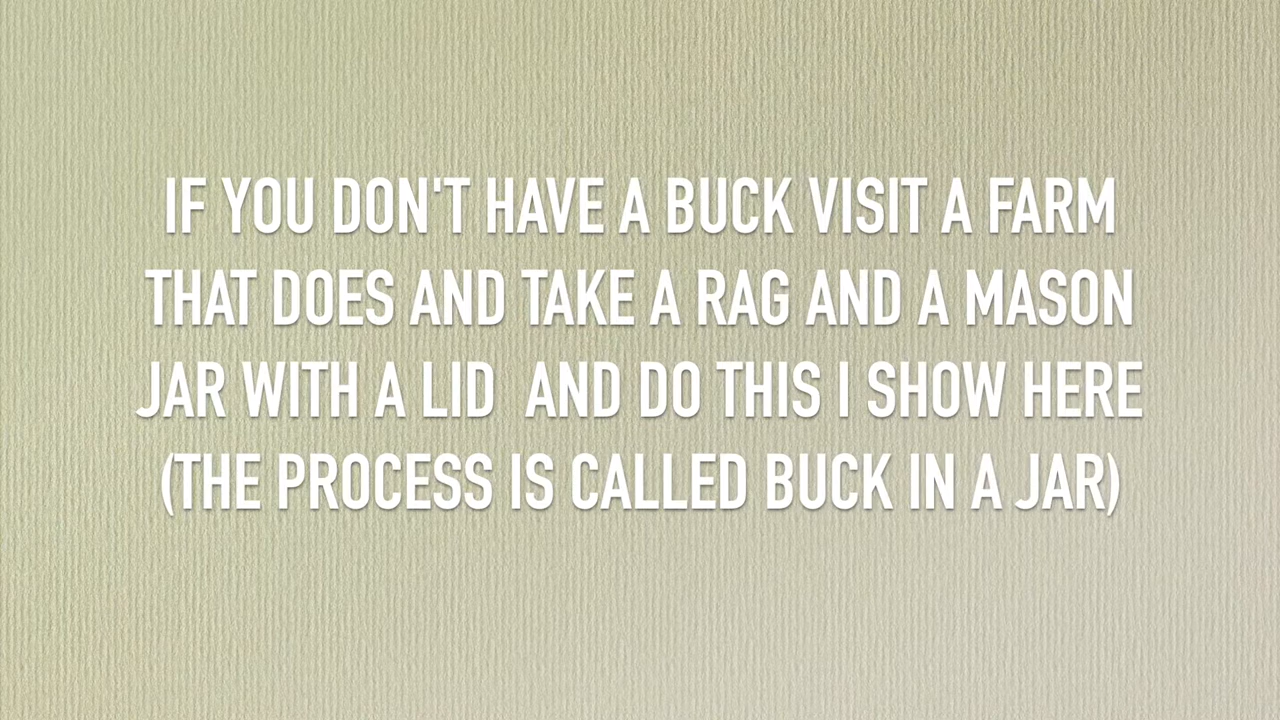 IF YOU DON'T HAVE A BUCK VISIT A FARM
THAT DOES AND TAKE A RAG AND A MASON
JAR WITH A LID  AND DO THIS I SHOW HERE
(THE PROCESS IS CALLED BUCK IN A JAR)